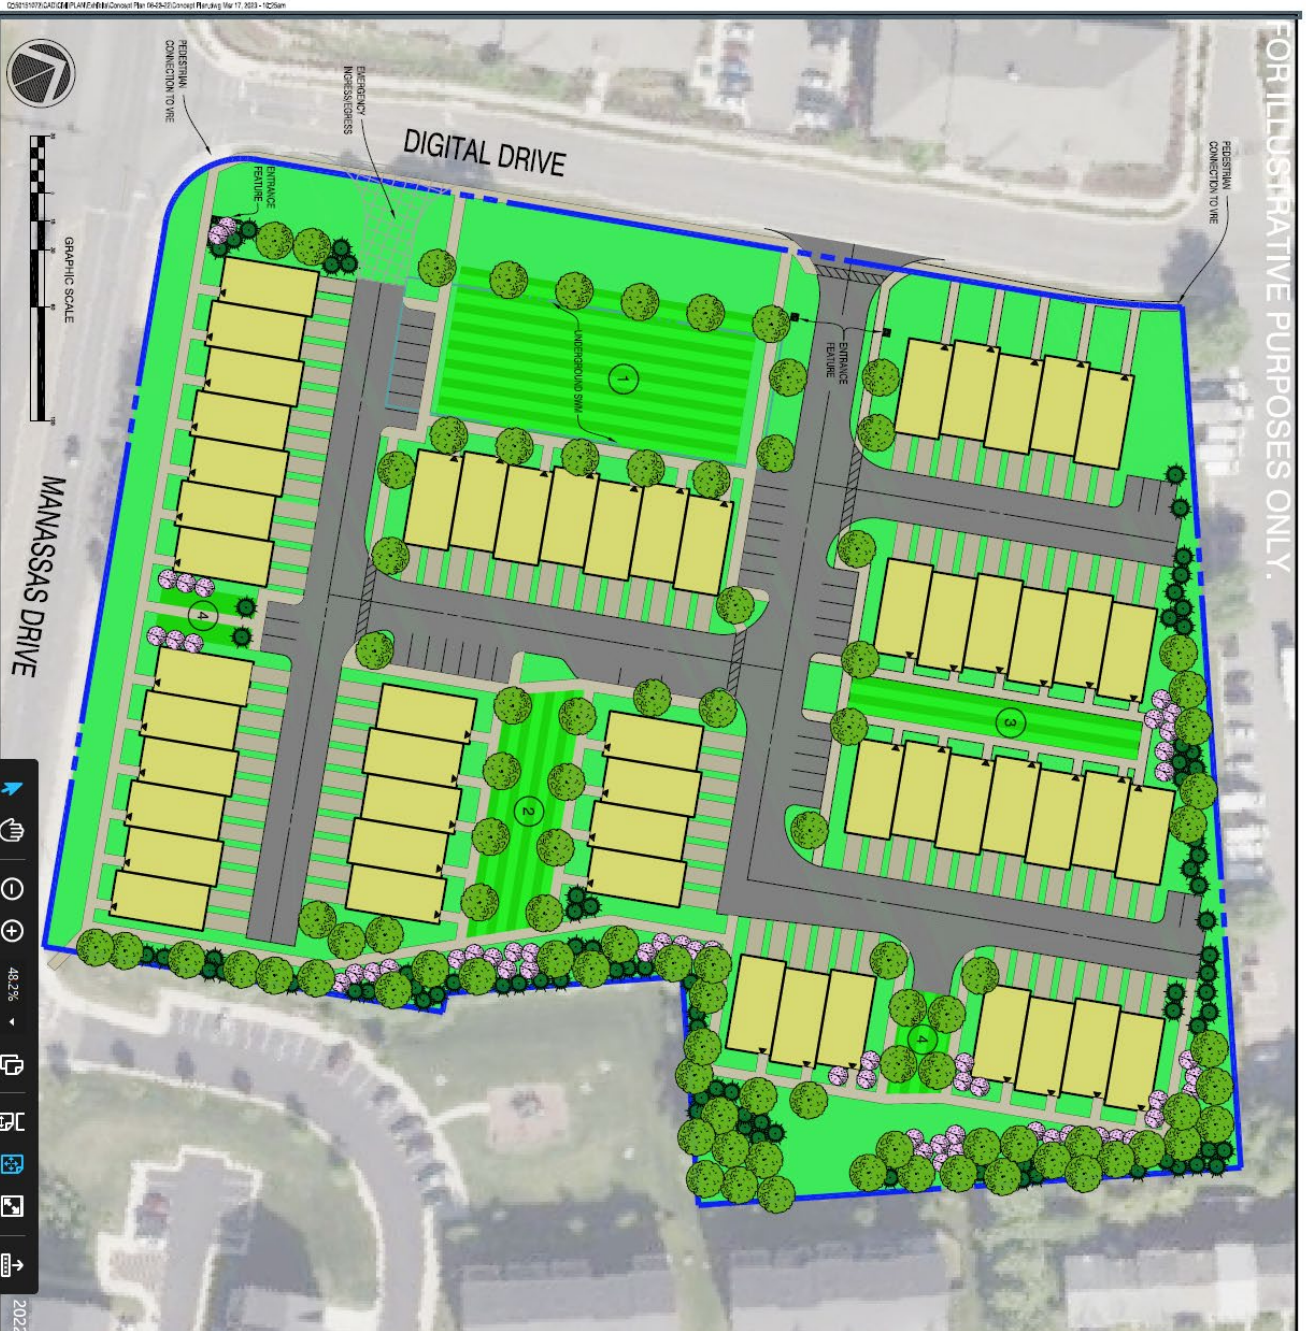 FOR ILLUSTRATIVE PURPOSES ONLY.
PEDESTRIAN
CONNECTION TO VRE
EMERGENCY
INGRESS/EGRESS
DIGITAL DRIVE
PEDESTRIAN
CONNECTION TO VRE
ENTRANCE
FEATURE
GRAPHIC SCALE
UNDERGROUND SWM
1
ENTRANCE
FEATURE
MANASSAS DRIVE
4
3
2
4
48.2%
2022